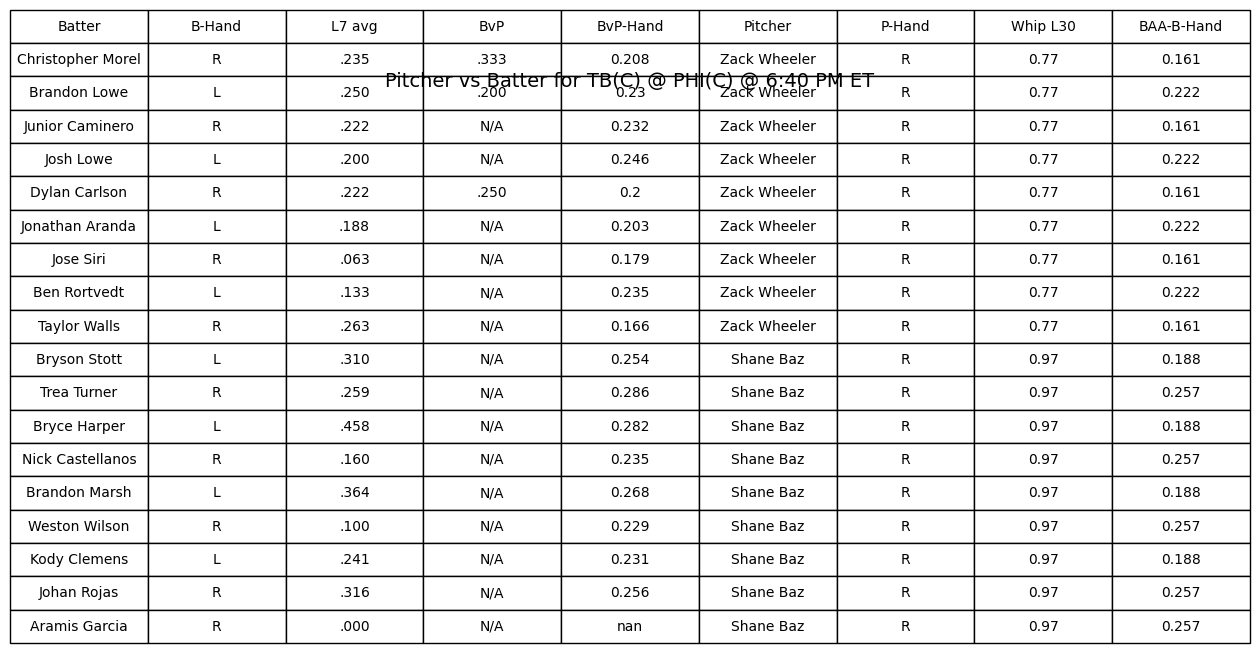 Batter B-Hand L7 avg BvP BvP-Hand Pitcher P-Hand Whip L30 BAA-B-Hand
Christopher Morel R .235 .333 0.208 Zack Wheeler R 0.77 0.161
Pitcher vs Batter for TB(C) @ PHI(C) @ 6:40 PM ET
Brandon Lowe L .250 .200 0.23 Zack Wheeler R 0.77 0.222
Junior Caminero R .222 N/A 0.232 Zack Wheeler R 0.77 0.161
Josh Lowe L .200 N/A 0.246 Zack Wheeler R 0.77 0.222
Dylan Carlson R .222 .250 0.2 Zack Wheeler R 0.77 0.161
Jonathan Aranda L .188 N/A 0.203 Zack Wheeler R 0.77 0.222
Jose Siri R .063 N/A 0.179 Zack Wheeler R 0.77 0.161
Ben Rortvedt L .133 N/A 0.235 Zack Wheeler R 0.77 0.222
Taylor Walls R .263 N/A 0.166 Zack Wheeler R 0.77 0.161
Bryson Stott L .310 N/A 0.254 Shane Baz R 0.97 0.188
Trea Turner R .259 N/A 0.286 Shane Baz R 0.97 0.257
Bryce Harper L .458 N/A 0.282 Shane Baz R 0.97 0.188
Nick Castellanos R .160 N/A 0.235 Shane Baz R 0.97 0.257
Brandon Marsh L .364 N/A 0.268 Shane Baz R 0.97 0.188
Weston Wilson R .100 N/A 0.229 Shane Baz R 0.97 0.257
Kody Clemens L .241 N/A 0.231 Shane Baz R 0.97 0.188
Johan Rojas R .316 N/A 0.256 Shane Baz R 0.97 0.257
Aramis Garcia R .000 N/A nan Shane Baz R 0.97 0.257